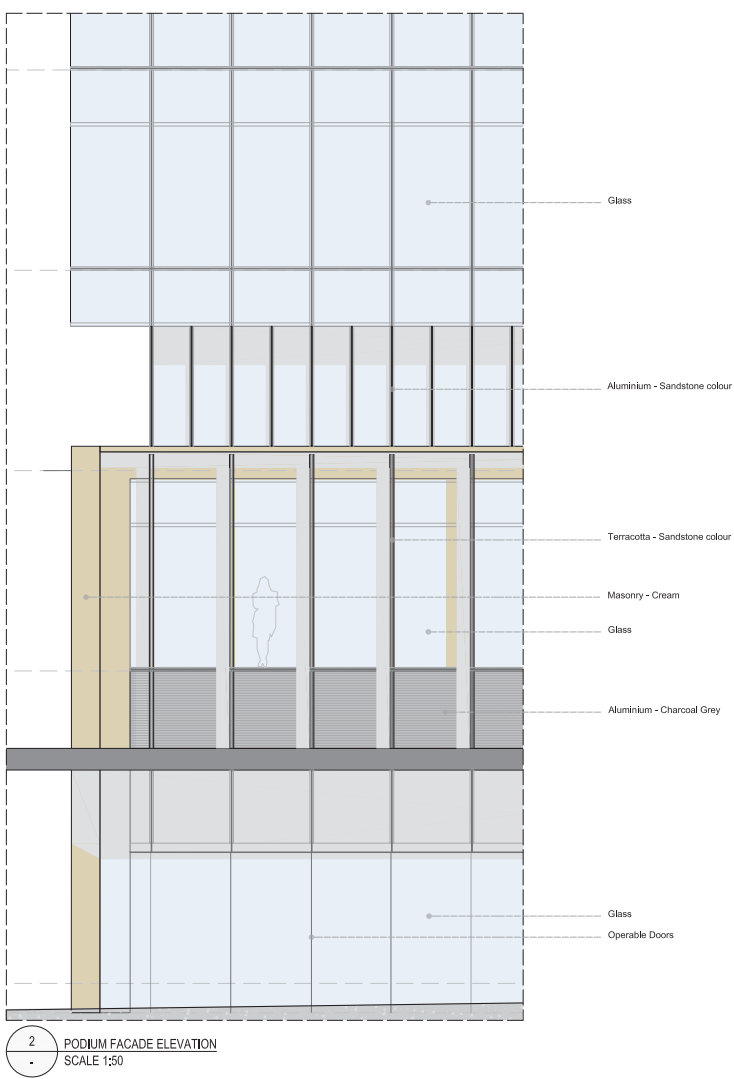 Glass
Aluminium - Sandstone colour
Terracotta - Sandstone colour
Masonry - Cream
Glass
Aluminium - Charcoal Grey
Glass
Operable Doors
2
-
PODIUM FACADE ELEVATION
SCALE 1:50